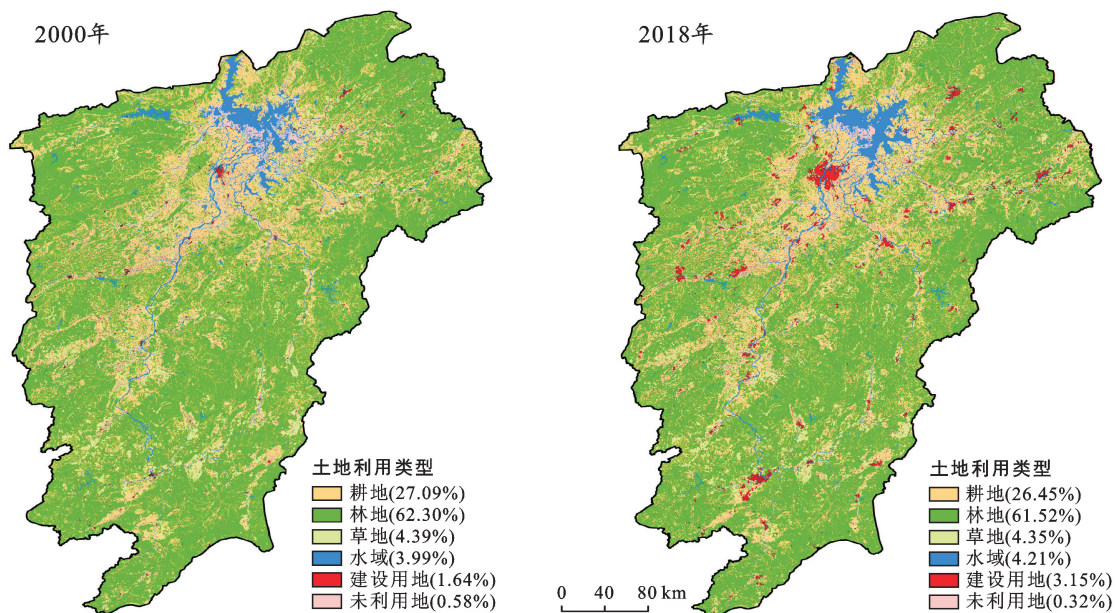 2000年
土地利用类型
耕地(27.09%)
林地(62.30%)
草地(4.39%)
水域(3.99%)
建设用地(1.64%)
未利用地(0.58%)
2018年
土地利用类型
耕地(26.45%)
林地(61.52%)
草地(4.35%)
水域(4.21%)
建设用地(3.15%)
未利用地(0.32%)
0 40 80 km